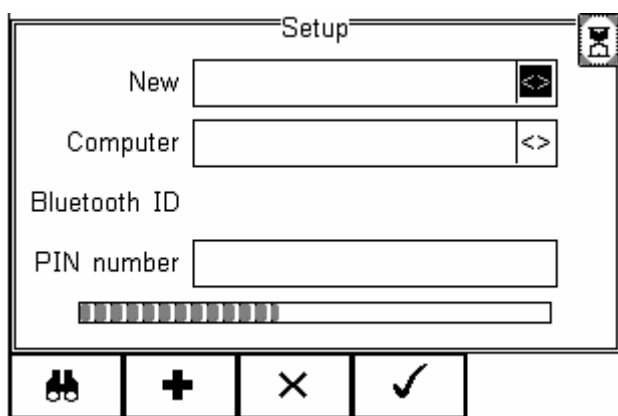 Setup
New <>
Computer <>
Bluetooth ID
PIN number